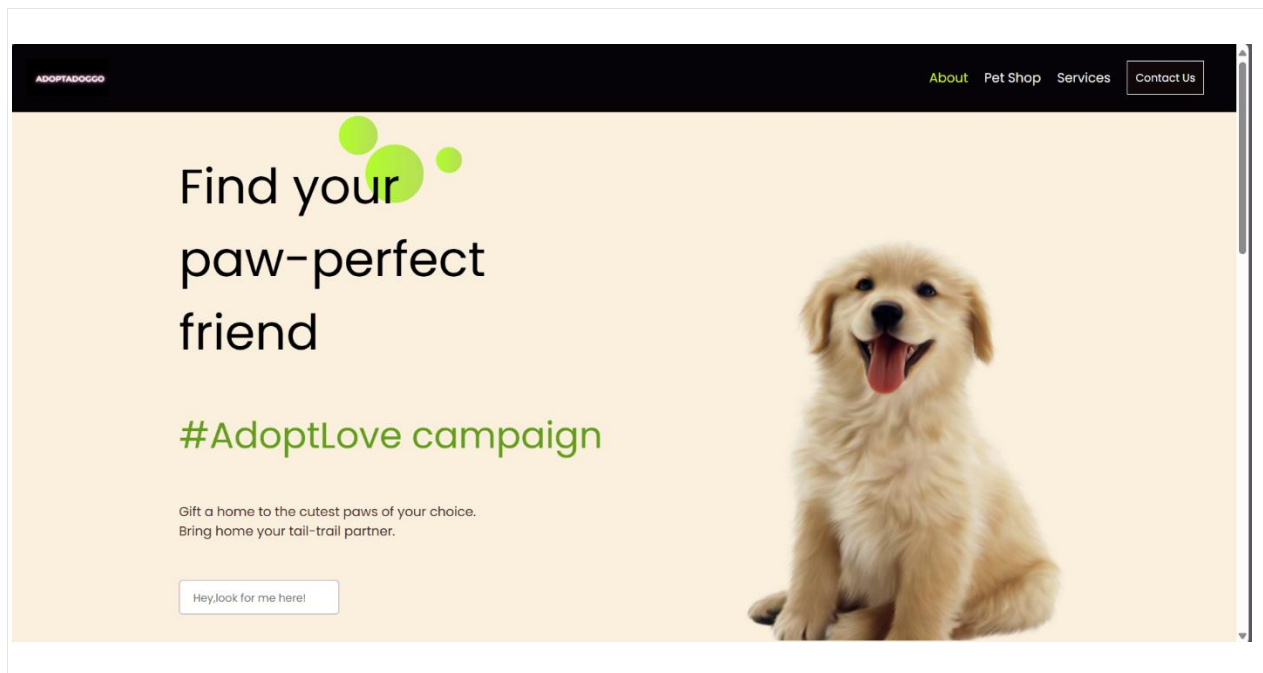 ADOPTADOGGO
About Pet Shop Services Contact Us
Find your
paw-perfect
friend
#AdoptLove campaign
Gift a home to the cutest paws of your choice.
Bring home your tail-trail partner.
Hey,look for me here!